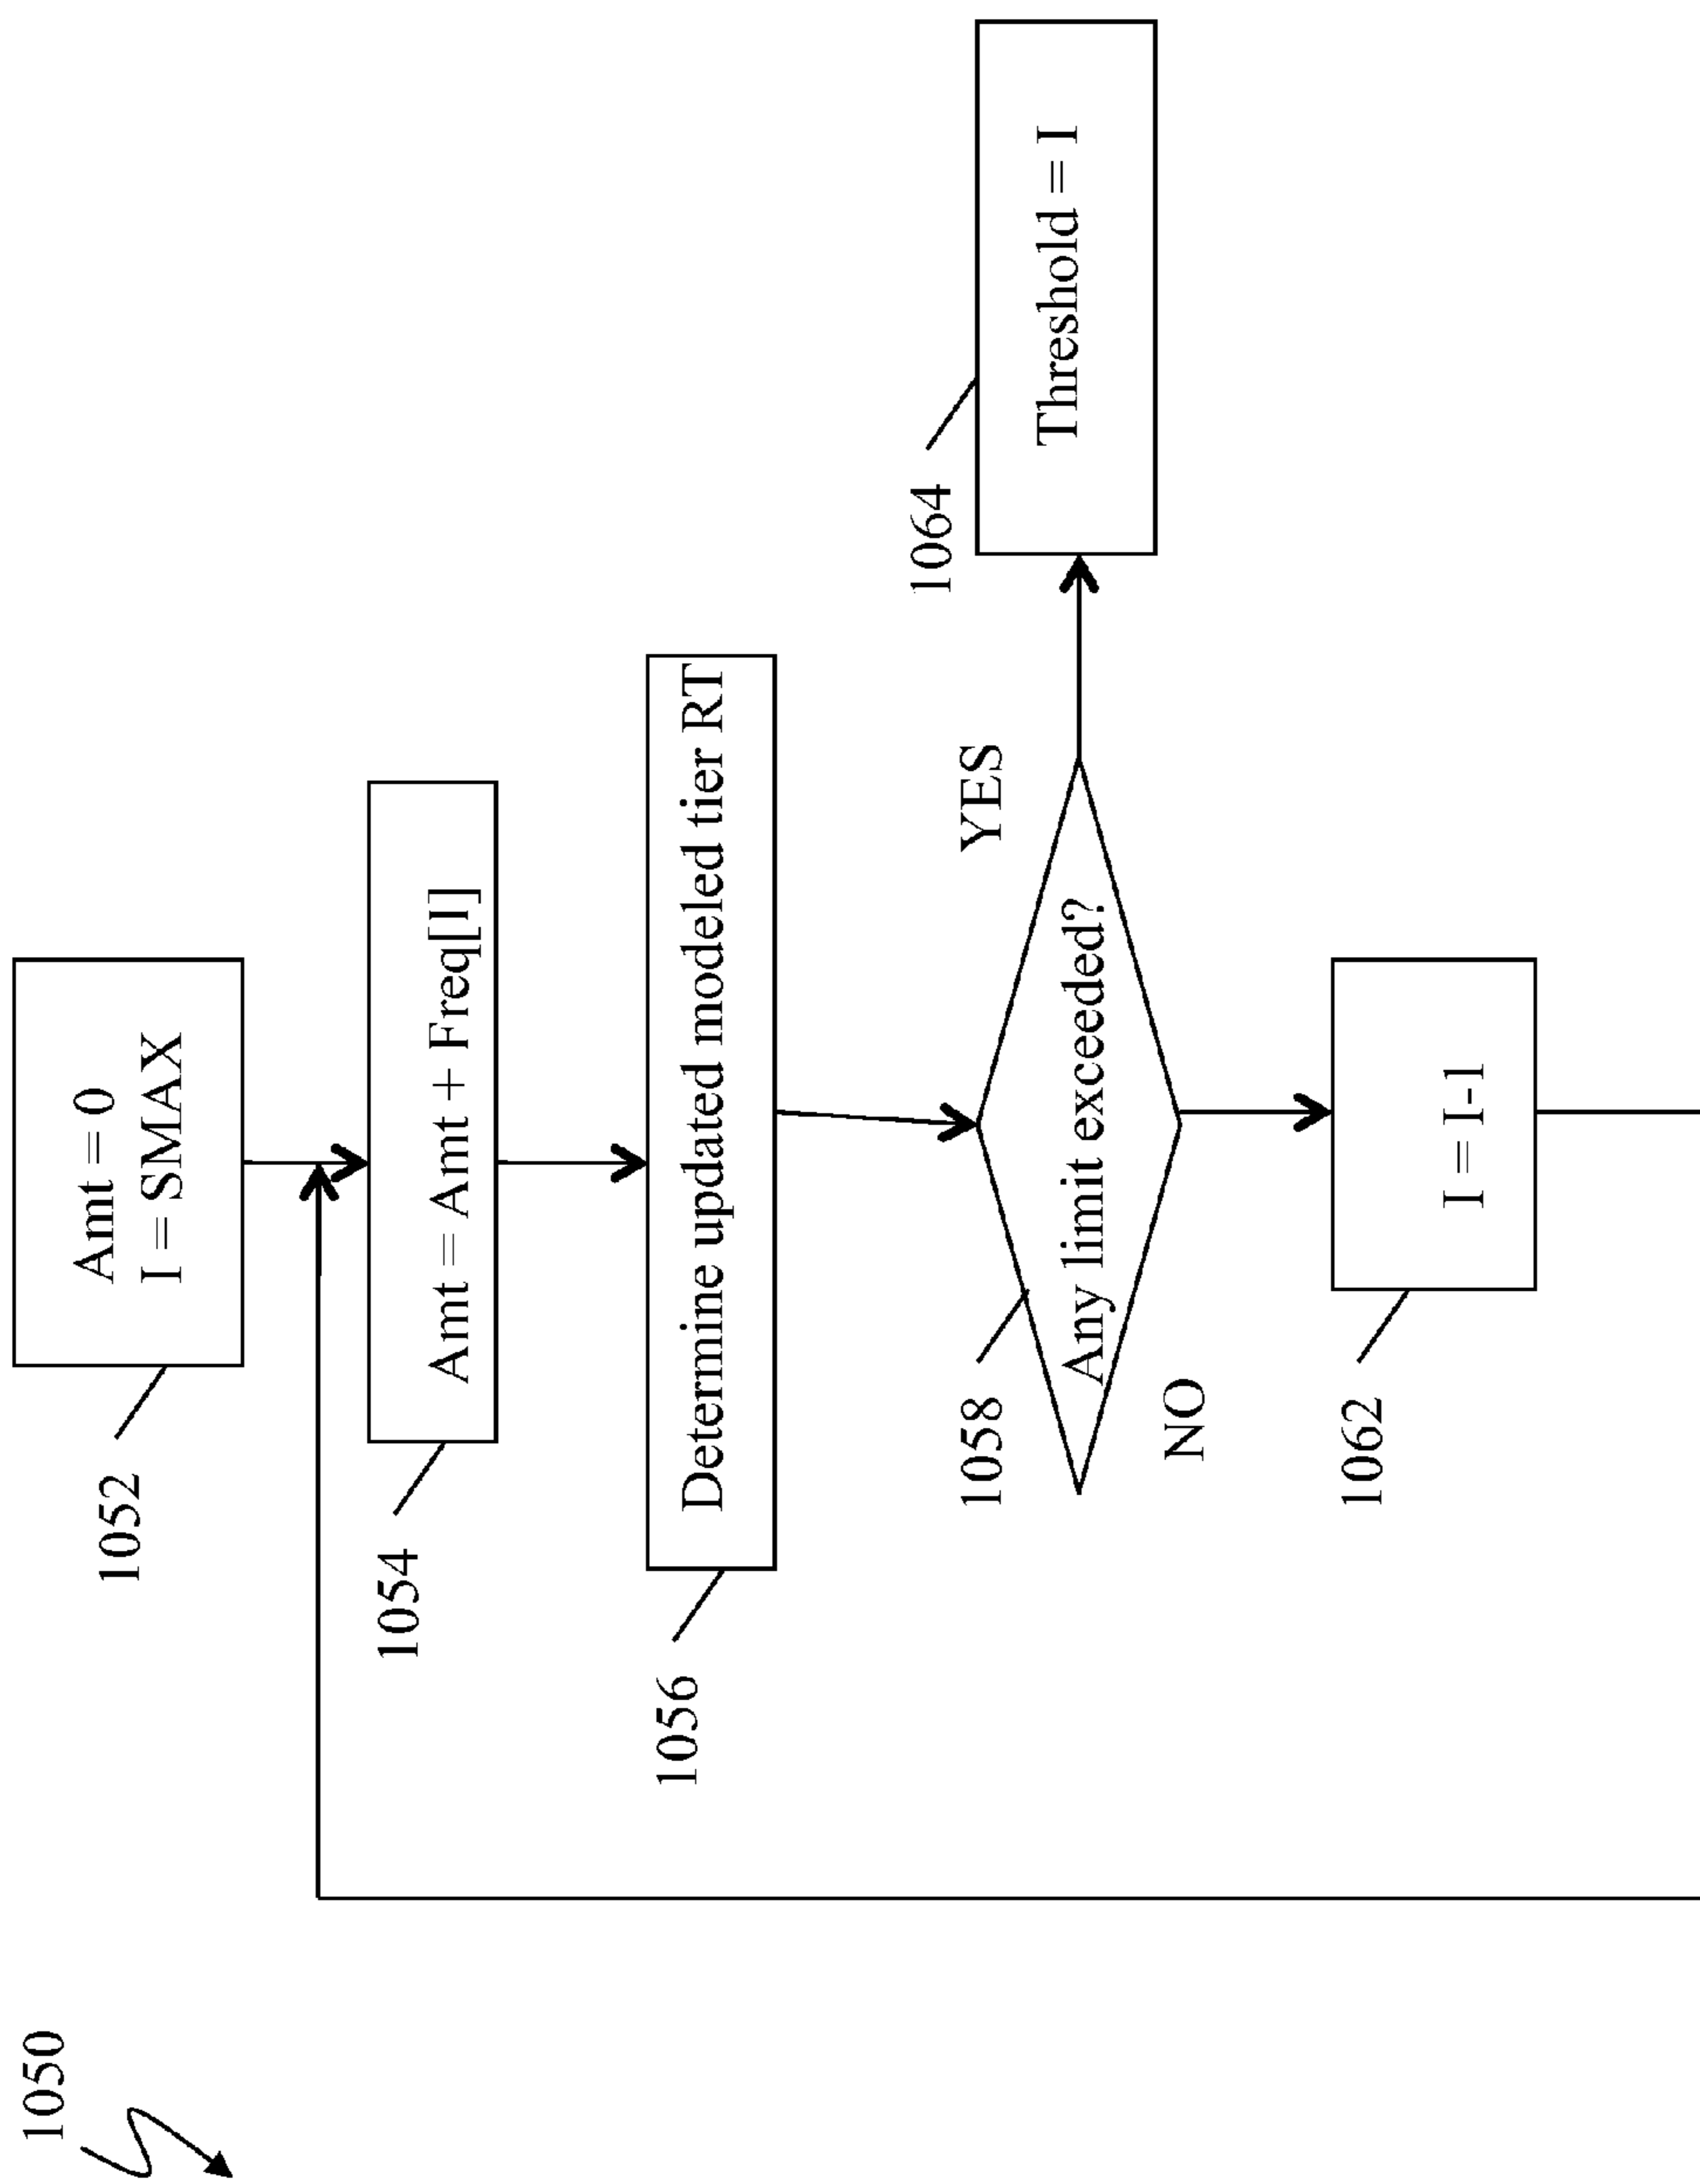 1050
1052
Amt = 0
I = SMAX
1054
Amt = Amt + Freq[I]
1056
Determine updated modeled tier RT
1058
Any limit exceeded?
YES
1064
Threshold = I
NO
1062
I = I-1